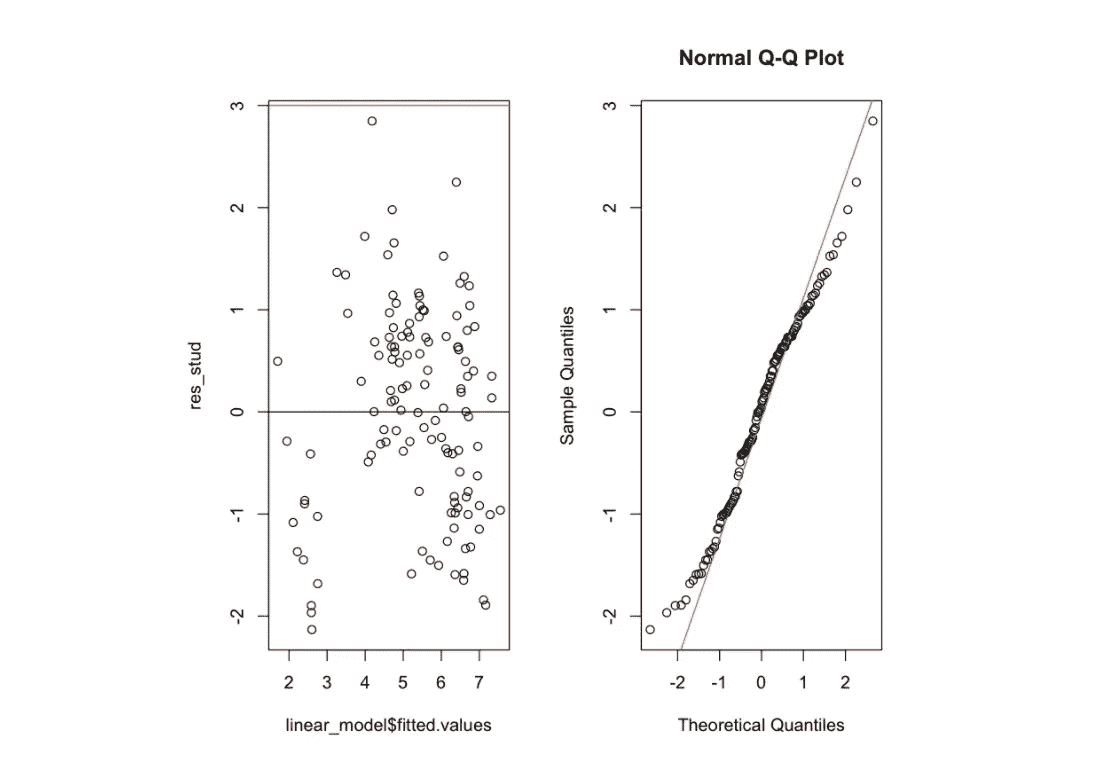 Normal Q-Q Plot
3
2
1
0
-1
-2
res_stud
2 3 4 5 6 7
linear_model$fitted.values
3
2
1
0
-1
-2
Sample Quantiles
-2 -1 0 1 2
Theoretical Quantiles